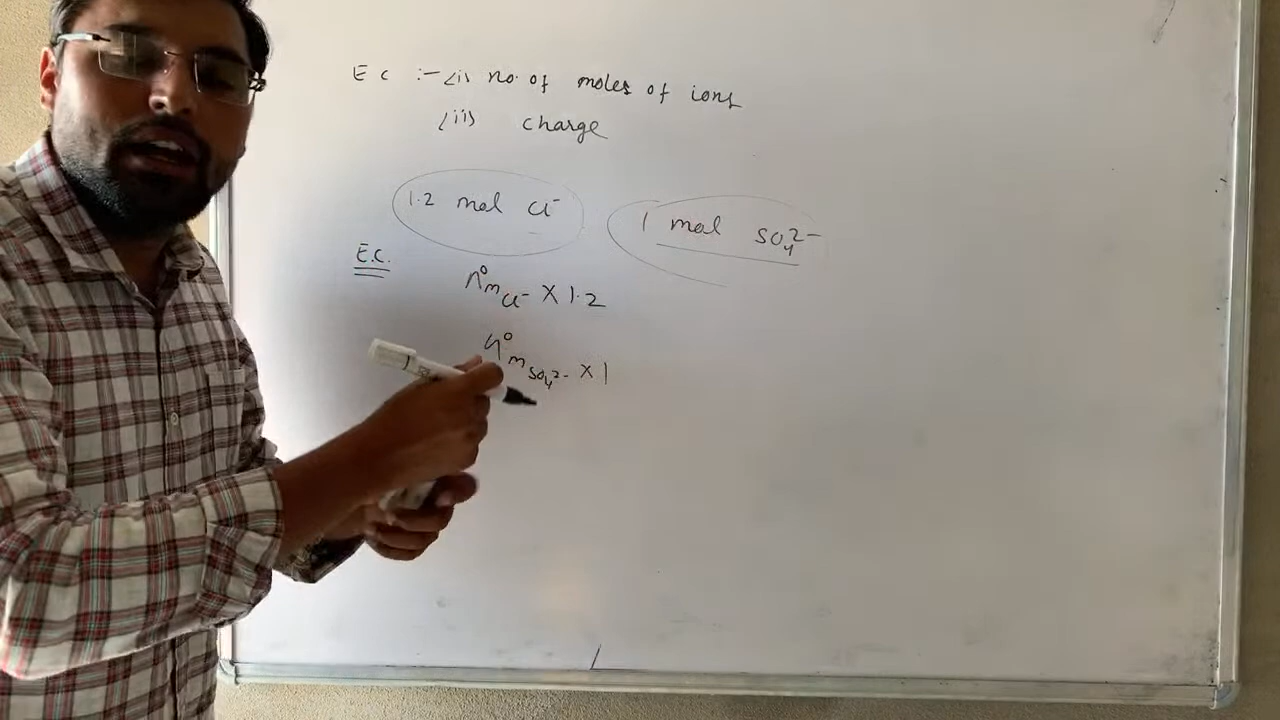 E C :- (i) no. of moles of ions
(ii) charge
1.2 mol Cl⁻ 1 mol SO₄²⁻
E.C.
Λ°m Cl⁻ X 1.2
Λ°m SO₄²⁻ X 1